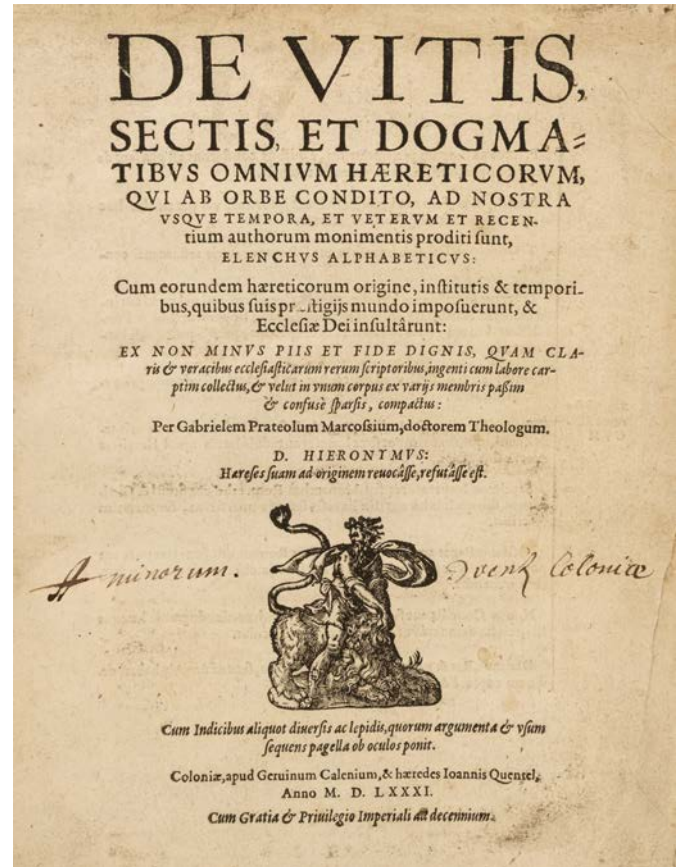 DE VITIS,
SECTIS, ET DOGMA=
TIBVS OMNIVM HÆRETICORVM,
QVI AB ORBE CONDITO, AD NOSTRA
VSQVE TEMPORA, ET VETERVM ET RECEN-
tium authorum monimentis proditi ſunt,
ELENCHVS ALPHABETICVS:
Cum eorundem hæreticorum origine, inſtitutis & tempori-
bus, quibus ſuis mundo impoſuerunt, &
Eccleſiæ Dei inſultârunt:
EX NON MINVS PIIS ET FIDE DIGNIS, QVAM CLA-
ris & veracibus eccleſiaſticarum rerum ſcriptoribus, ingenti cum labore car-
ptim collectus, & velut in vnum corpus ex varijs membris paßim
& confuſè ſparſis, compactus:
Per Gabrielem Prateolum Marcoſsium, doctorem Theologum.
D. HIERONYMVS:
Hæreſes ſuam ad originem reuocâſſe, refutâſſe eſt.
minorum. Coloniæ
Cum Indicibus aliquot diuerſis ac lepidis, quorum argumenta & vſum
ſequens pagella ob oculos ponit.
Coloniæ, apud Geruinum Calenium, & hæredes Ioannis Quentel,
Anno M. D. LXXXI.
Cum Gratia & Priuilegio Imperiali ad decennium.